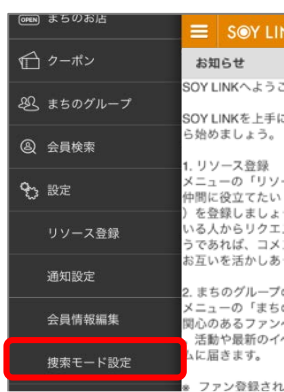 OPEN まちのお店
クーポン
まちのグループ
会員検索
設定
リソース登録
通知設定
会員情報編集
捜索モード設定
SOY LIN
お知らせ
SOY LINKへようこ
SOY LINKを上手に
ら始めましょう。
1. リソース登録
メニューの「リソー
仲間に役立てたい
）を登録しましょ
いる人からリクエ
うであれば、コメ
お互いを活かしあ
2. まちのグループの
メニューの「まちの
関心のあるファン
活動や最新のイ
ムに届きます。
* ファン登録され